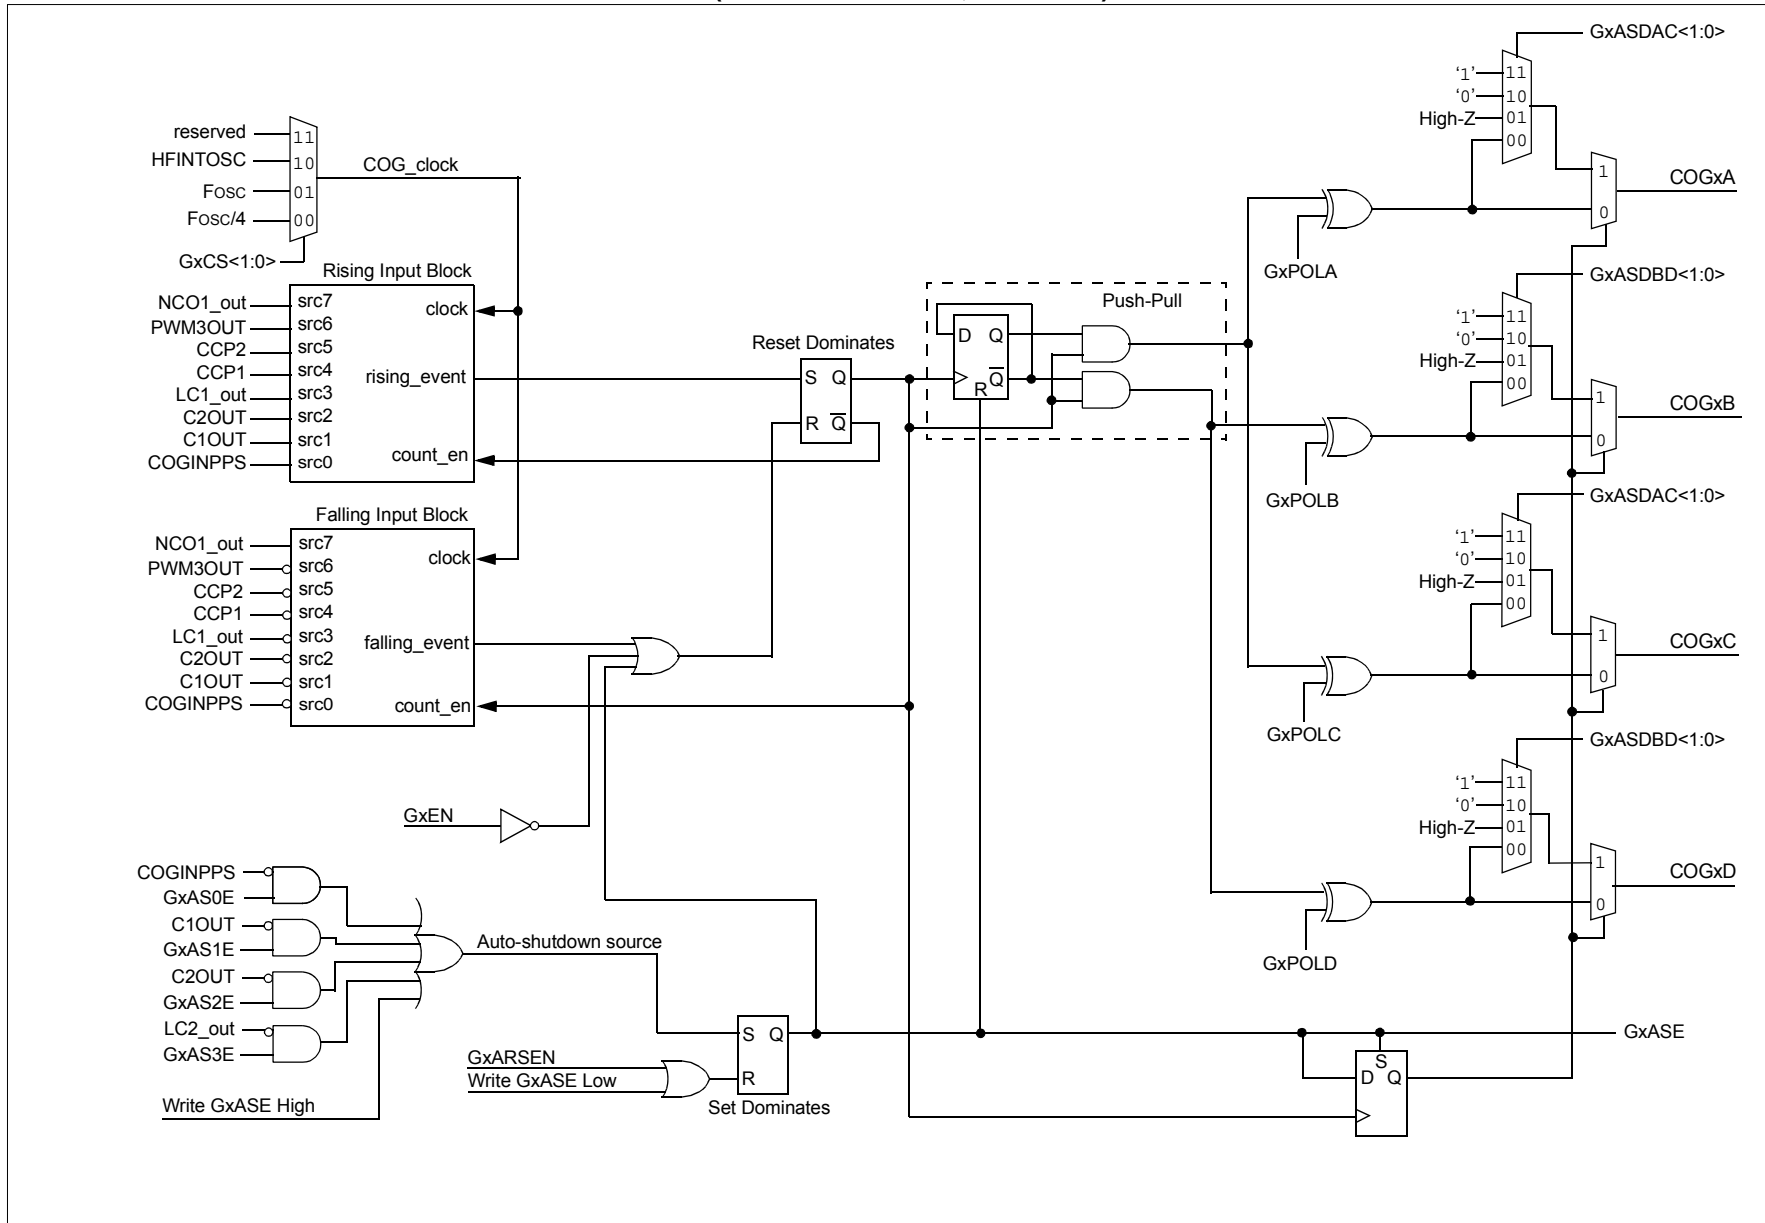 GxASDAC<1:0>
‘1’ 11
‘0’ 10
High-Z 01
00
1
0
COGxA
GxPOLA
reserved 11
HFINTOSC 10
Fosc 01
Fosc/4 00
COG_clock
GxCS<1:0>
Rising Input Block
NCO1_out src7
PWM3OUT src6
CCP2 src5
CCP1 src4
LC1_out src3
C2OUT src2
C1OUT src1
COGINPPS src0
clock
rising_event
count_en
Reset Dominates
S Q
R Q
Push-Pull
D Q
Q
R
GxASDBD<1:0>
‘1’ 11
‘0’ 10
High-Z 01
00
1
0
COGxB
GxPOLB
Falling Input Block
NCO1_out src7
PWM3OUT src6
CCP2 src5
CCP1 src4
LC1_out src3
C2OUT src2
C1OUT src1
COGINPPS src0
clock
falling_event
count_en
GxASDAC<1:0>
‘1’ 11
‘0’ 10
High-Z 01
00
1
0
COGxC
GxPOLC
GxASDBD<1:0>
‘1’ 11
‘0’ 10
High-Z 01
00
1
0
COGxD
GxPOLD
GxEN
COGINPPS
GxAS0E
C1OUT
GxAS1E
C2OUT
GxAS2E
LC2_out
GxAS3E
Write GxASE High
Auto-shutdown source
GxARSEN
Write GxASE Low
S Q
R
Set Dominates
GxASE
S
D Q